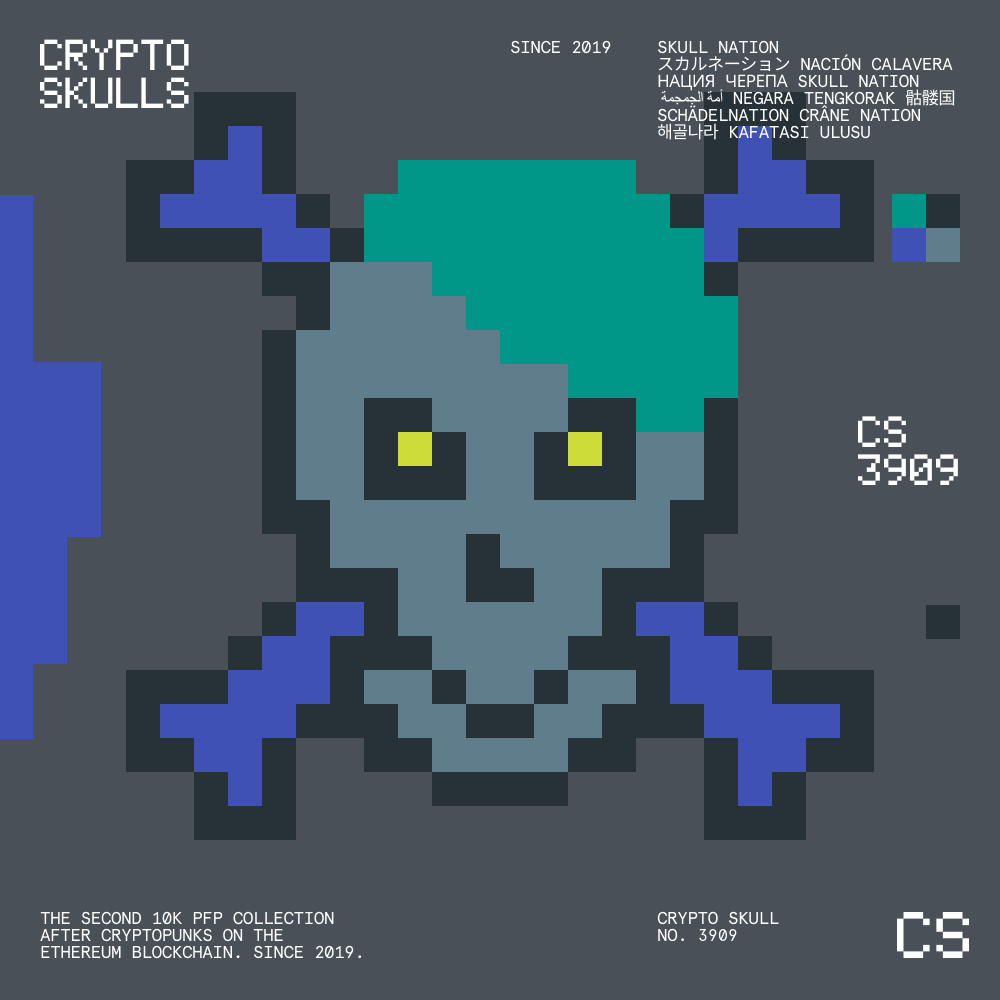 CRYPTO
SKULLS
SINCE 2019
SKULL NATION
スカルネーション NACIÓN CALAVERA
НАЦИЯ ЧЕРЕПА SKULL NATION
أمة الجمجمة NEGARA TENGKORAK 骷髅国
SCHÄDELNATION CRÂNE NATION
해골나라 KAFATASI ULUSU
CS
3909
THE SECOND 10K PFP COLLECTION
AFTER CRYPTOPUNKS ON THE
ETHEREUM BLOCKCHAIN. SINCE 2019.
CRYPTO SKULL
NO. 3909
CS